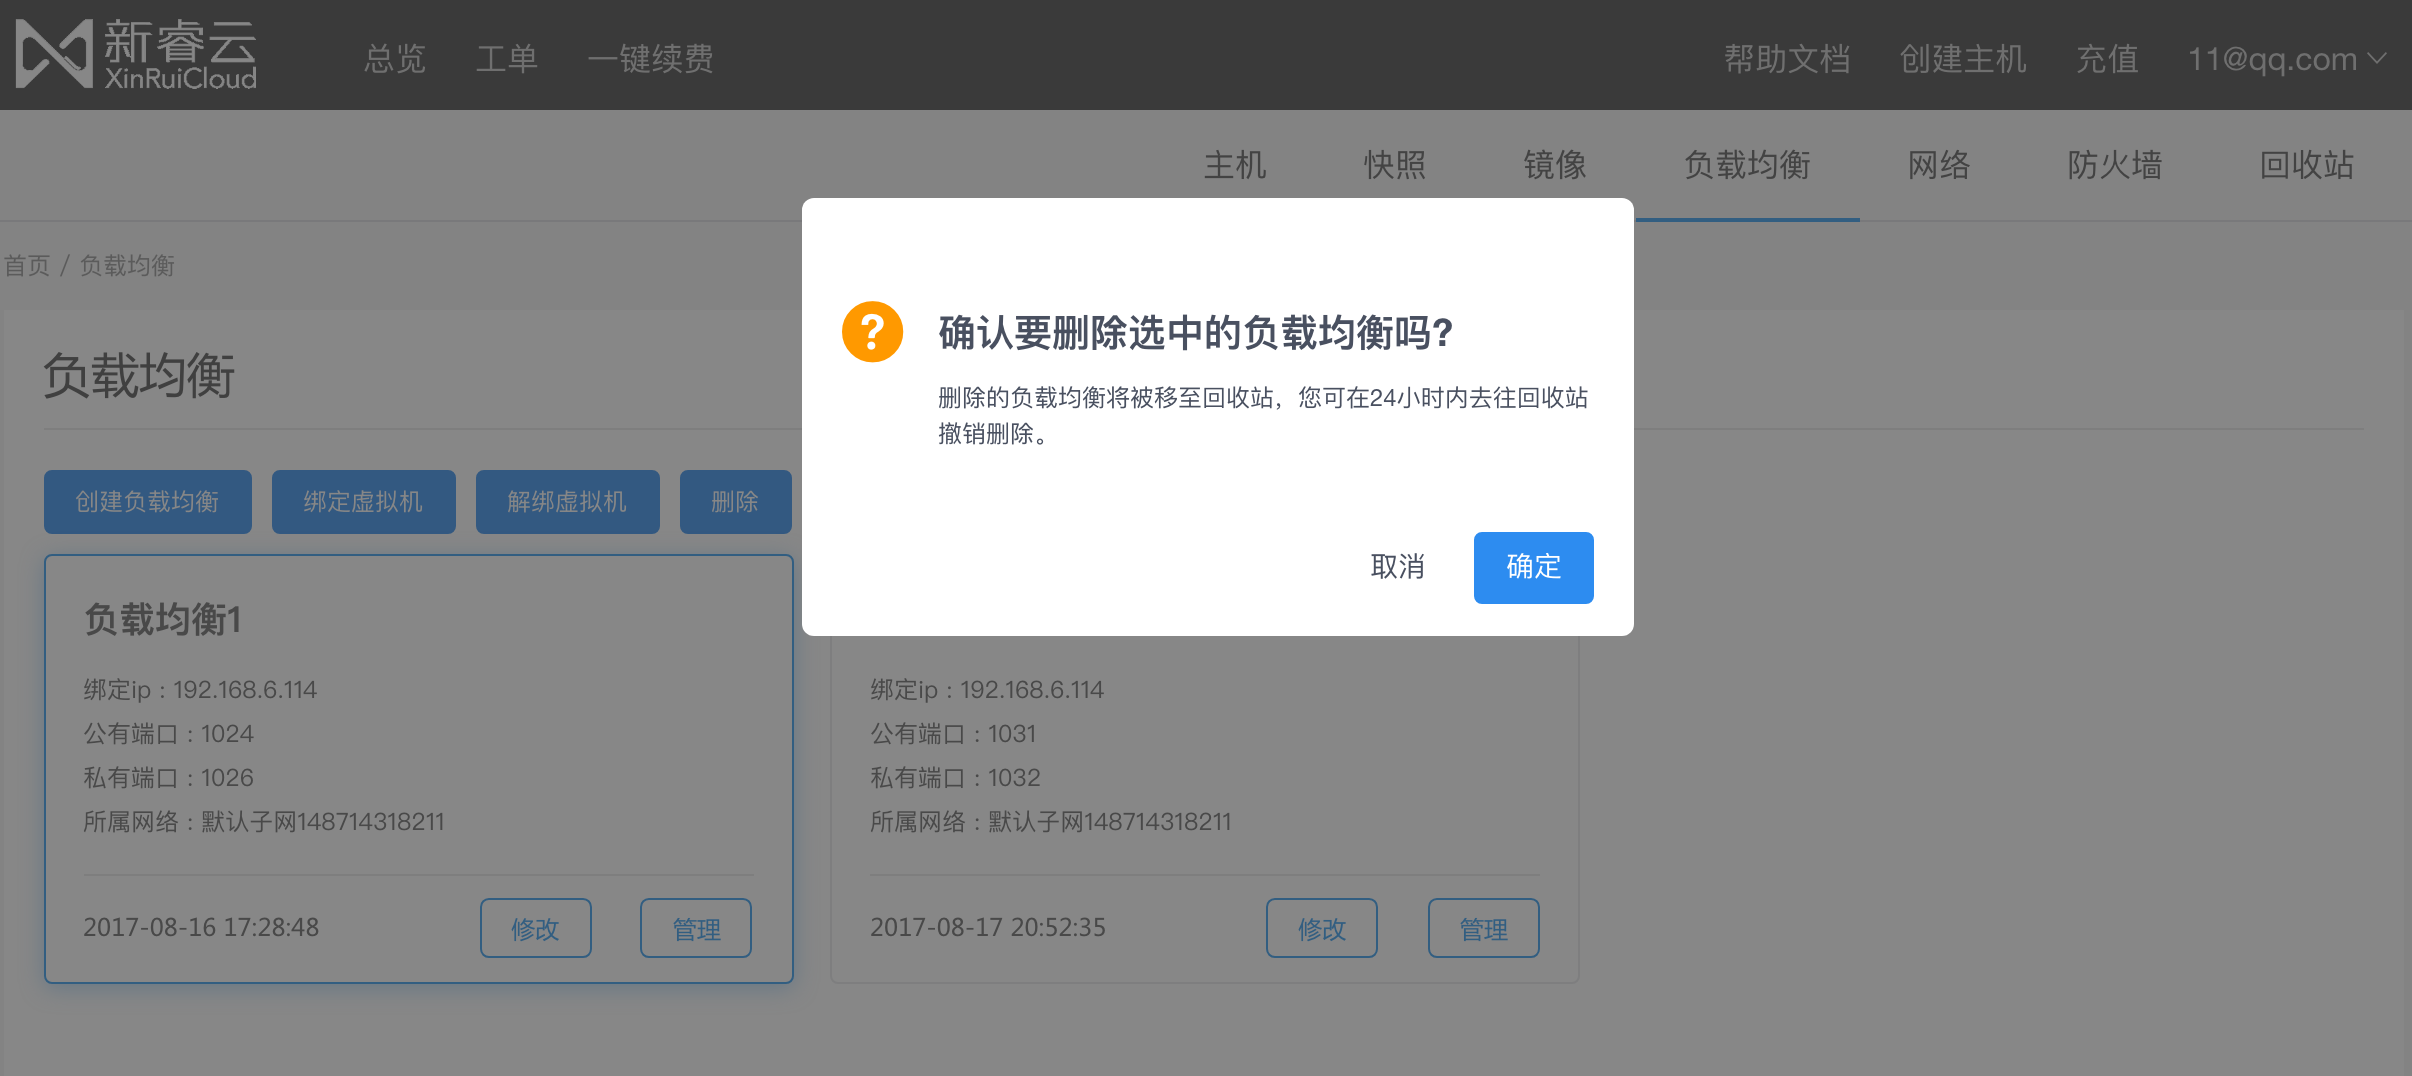 新睿云
XinRuiCloud
总览 工单 一键续费 帮助文档 创建主机 充值 11@qq.com
主机 快照 镜像 负载均衡 网络 防火墙 回收站
首页 / 负载均衡
负载均衡
?
确认要删除选中的负载均衡吗?
删除的负载均衡将被移至回收站，您可在24小时内去往回收站
撤销删除。
取消 确定
创建负载均衡 绑定虚拟机 解绑虚拟机 删除
负载均衡1
绑定ip : 192.168.6.114
公有端口 : 1024
私有端口 : 1026
所属网络 : 默认子网148714318211
2017-08-16 17:28:48 修改 管理
绑定ip : 192.168.6.114
公有端口 : 1031
私有端口 : 1032
所属网络 : 默认子网148714318211
2017-08-17 20:52:35 修改 管理